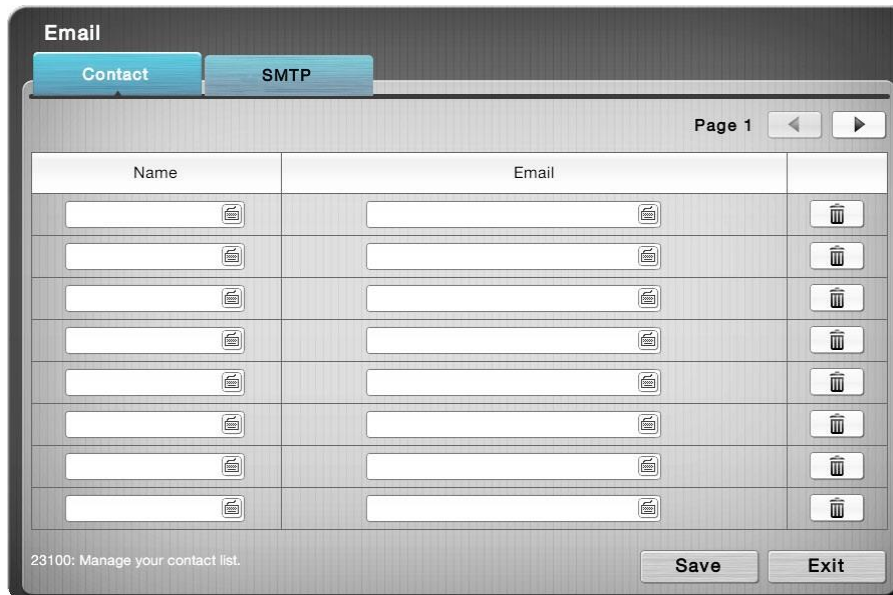 Email
Contact SMTP
Page 1
Name Email
23100: Manage your contact list.
Save Exit